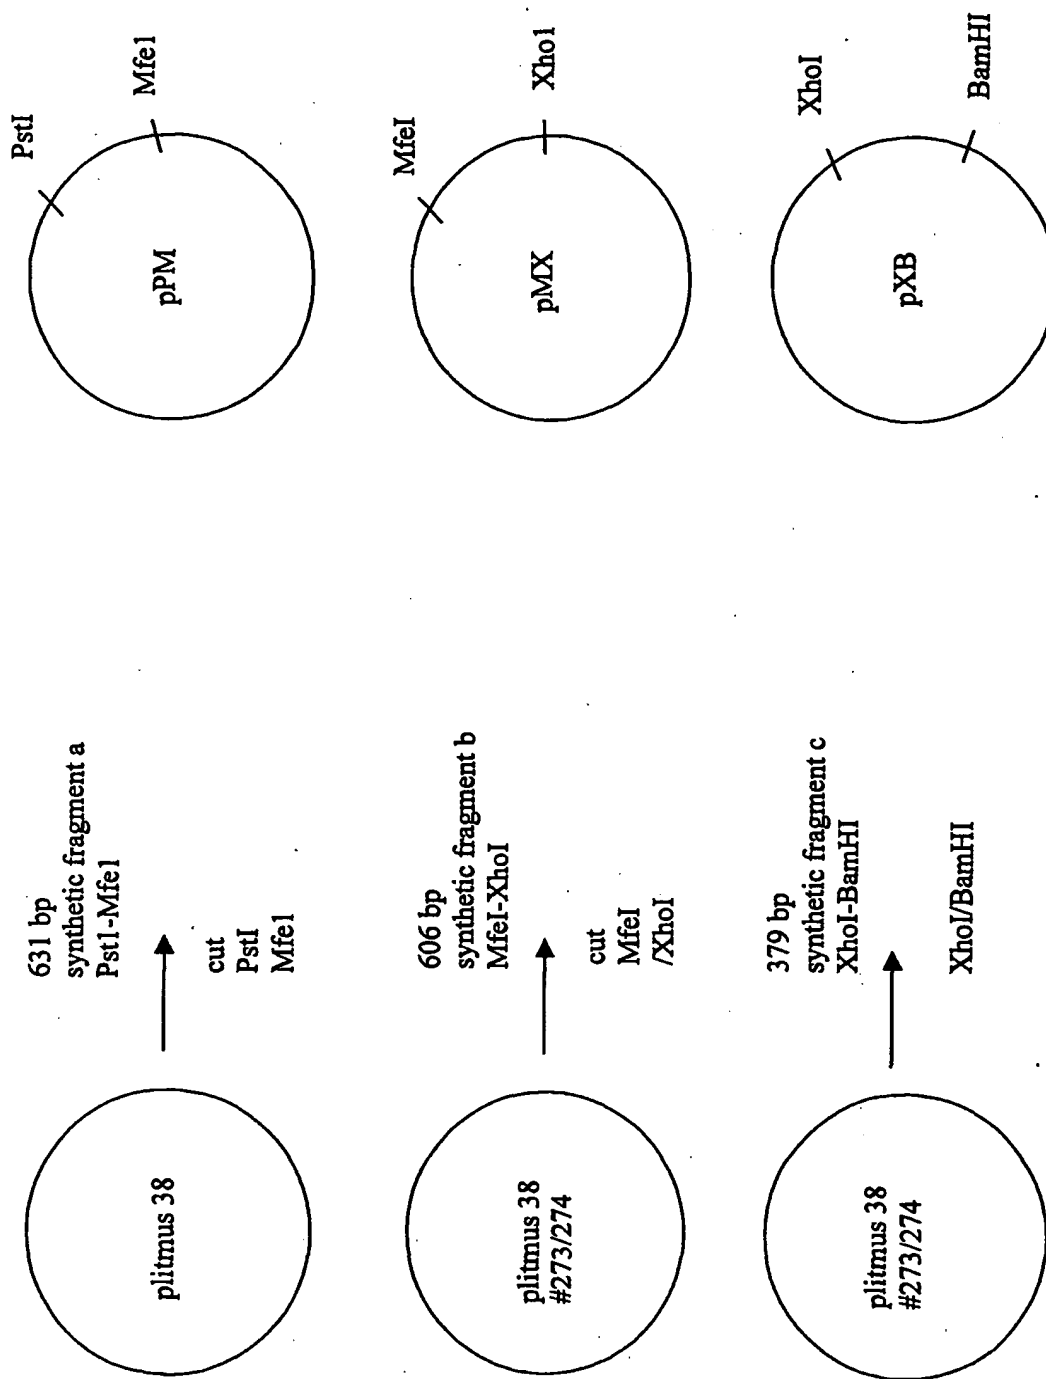 plitmus 38
631 bp
synthetic fragment a
Pst1-Mfe1
cut
PstI
Mfe1
PstI
Mfe1
pPM
plitmus 38
#273/274
606 bp
synthetic fragment b
MfeI-XhoI
cut
MfeI
/XhoI
MfeI
Xho1
pMX
plitmus 38
#273/274
379 bp
synthetic fragment c
XhoI-BamHI
XhoI/BamHI
XhoI
BamHI
pXB